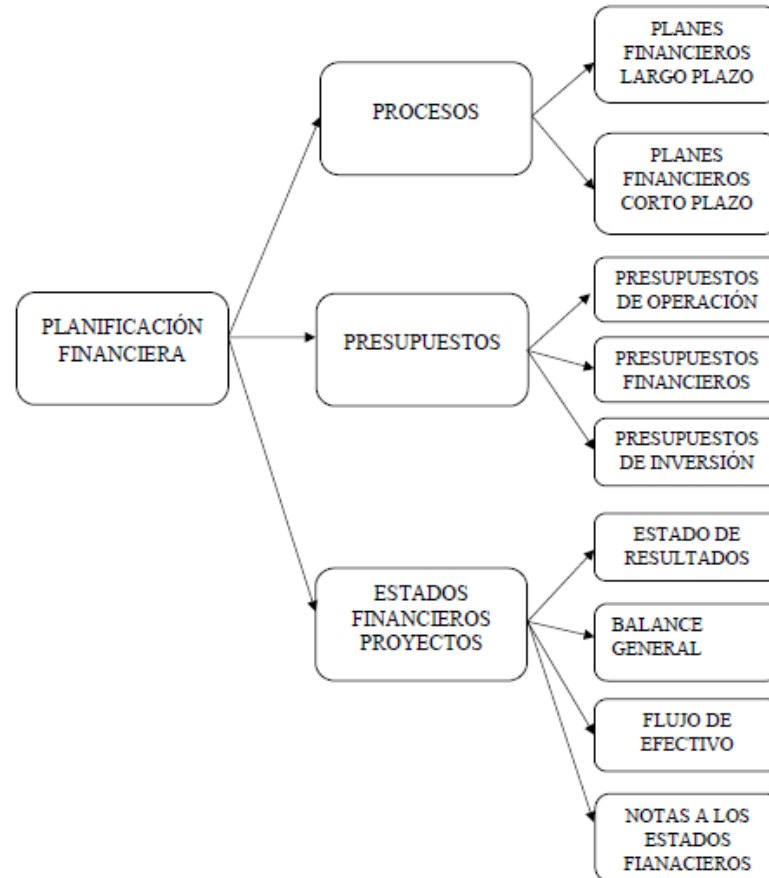 PLANIFICACIÓN
FINANCIERA
PROCESOS
PLANES
FINANCIEROS
LARGO PLAZO
PLANES
FINANCIEROS
CORTO PLAZO
PRESUPUESTOS
PRESUPUESTOS
DE OPERACIÓN
PRESUPUESTOS
FINANCIEROS
PRESUPUESTOS
DE INVERSIÓN
ESTADOS
FINANCIEROS
PROYECTOS
ESTADO DE
RESULTADOS
BALANCE
GENERAL
FLUJO DE
EFECTIVO
NOTAS A LOS
ESTADOS
FIANACIEROS